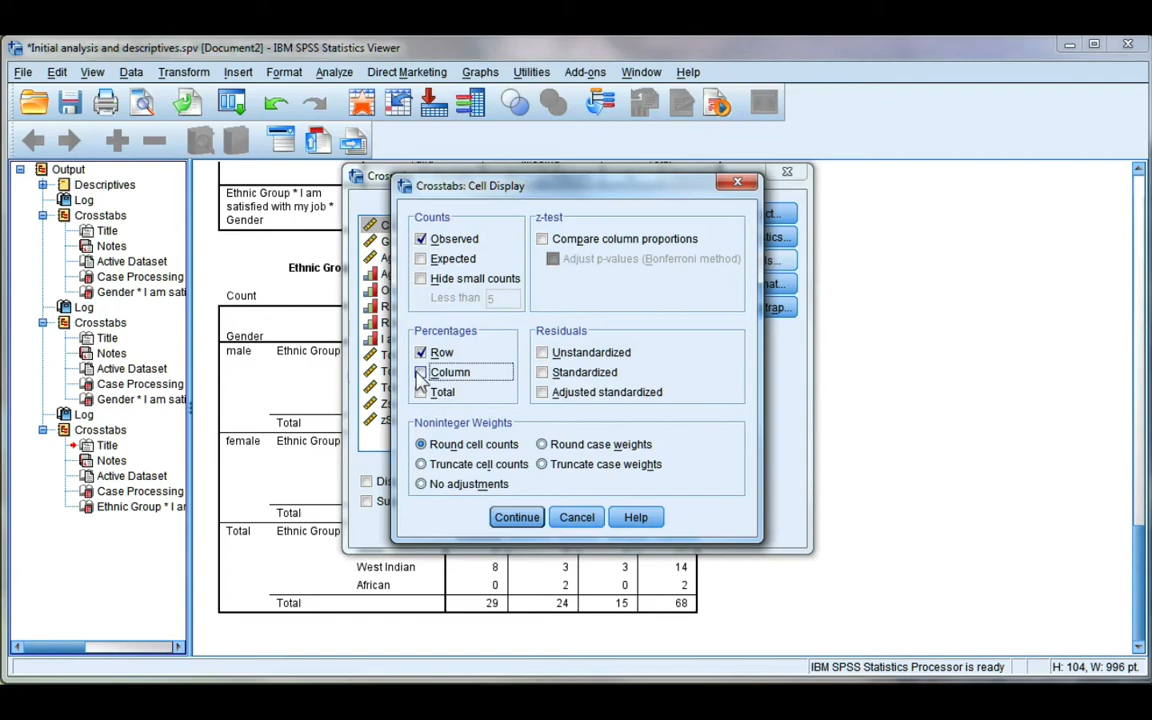 *Initial analysis and descriptives.spv [Document2] - IBM SPSS Statistics Viewer
File Edit View Data Transform Insert Format Analyze Direct Marketing Graphs Utilities Add-ons Window Help
Output
Descriptives
Log
Crosstabs
Title
Notes
Active Dataset
Case Processing
Gender * I am sati
Log
Crosstabs
Title
Notes
Active Dataset
Case Processing
Gender * I am sati
Log
Crosstabs
Title
Notes
Active Dataset
Case Processing
Ethnic Group * I ar
Ethnic Group * I am
satisfied with my job *
Gender
Ethnic Gro
Count
Gender
male Ethnic Group
Total
female Ethnic Group
Total
Total Ethnic Group
West Indian 8 3 3 14
African 0 2 0 2
Total 29 24 15 68
Cros
Crosstabs: Cell Display
Counts
Observed
Expected
Hide small counts
Less than 5
z-test
Compare column proportions
Adjust p-values (Bonferroni method)
Percentages
Row
Column
Total
Residuals
Unstandardized
Standardized
Adjusted standardized
Noninteger Weights
Round cell counts Round case weights
Truncate cell counts Truncate case weights
No adjustments
Continue Cancel Help
IBM SPSS Statistics Processor is ready H: 104, W: 996 pt.